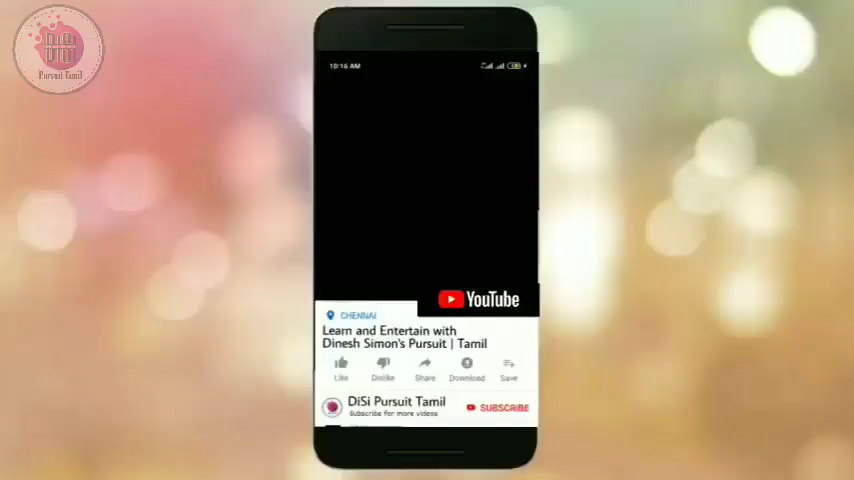 DiSi
Pursuit Tamil
10:16 AM
YouTube
CHENNAI
Learn and Entertain with
Dinesh Simon's Pursuit | Tamil
Like Dislike Share Download Save
DiSi Pursuit Tamil
Subscribe for more videos
SUBSCRIBE